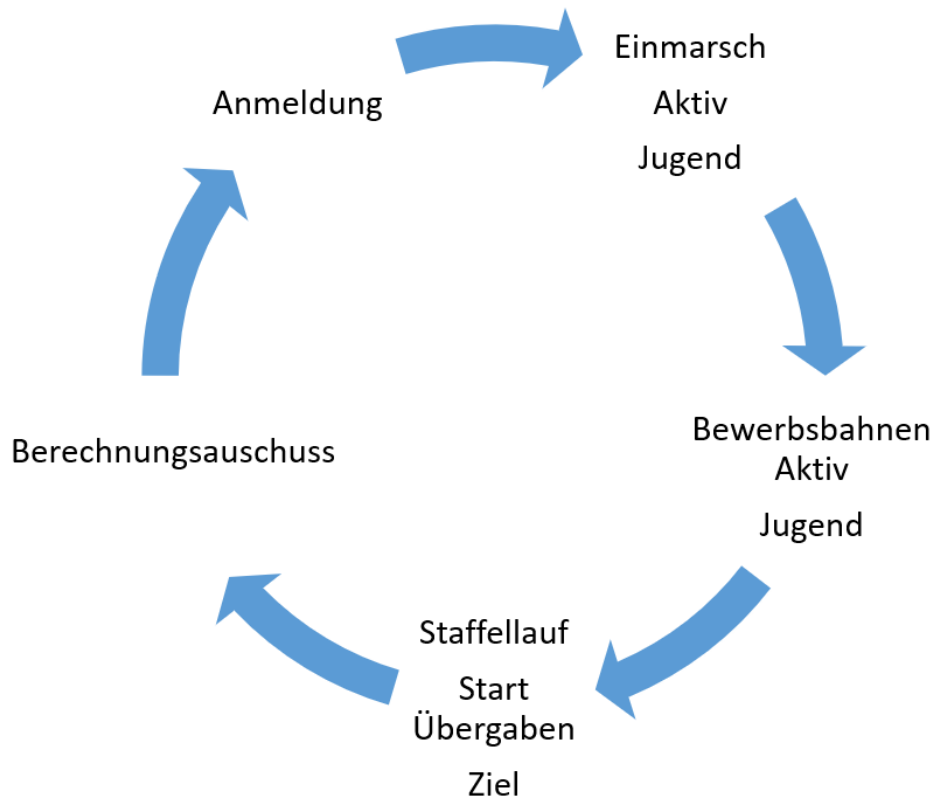 Anmeldung
Einmarsch
Aktiv
Jugend
Bewerbsbahnen
Aktiv
Jugend
Staffellauf
Start
Übergaben
Ziel
Berechnungsauschuss